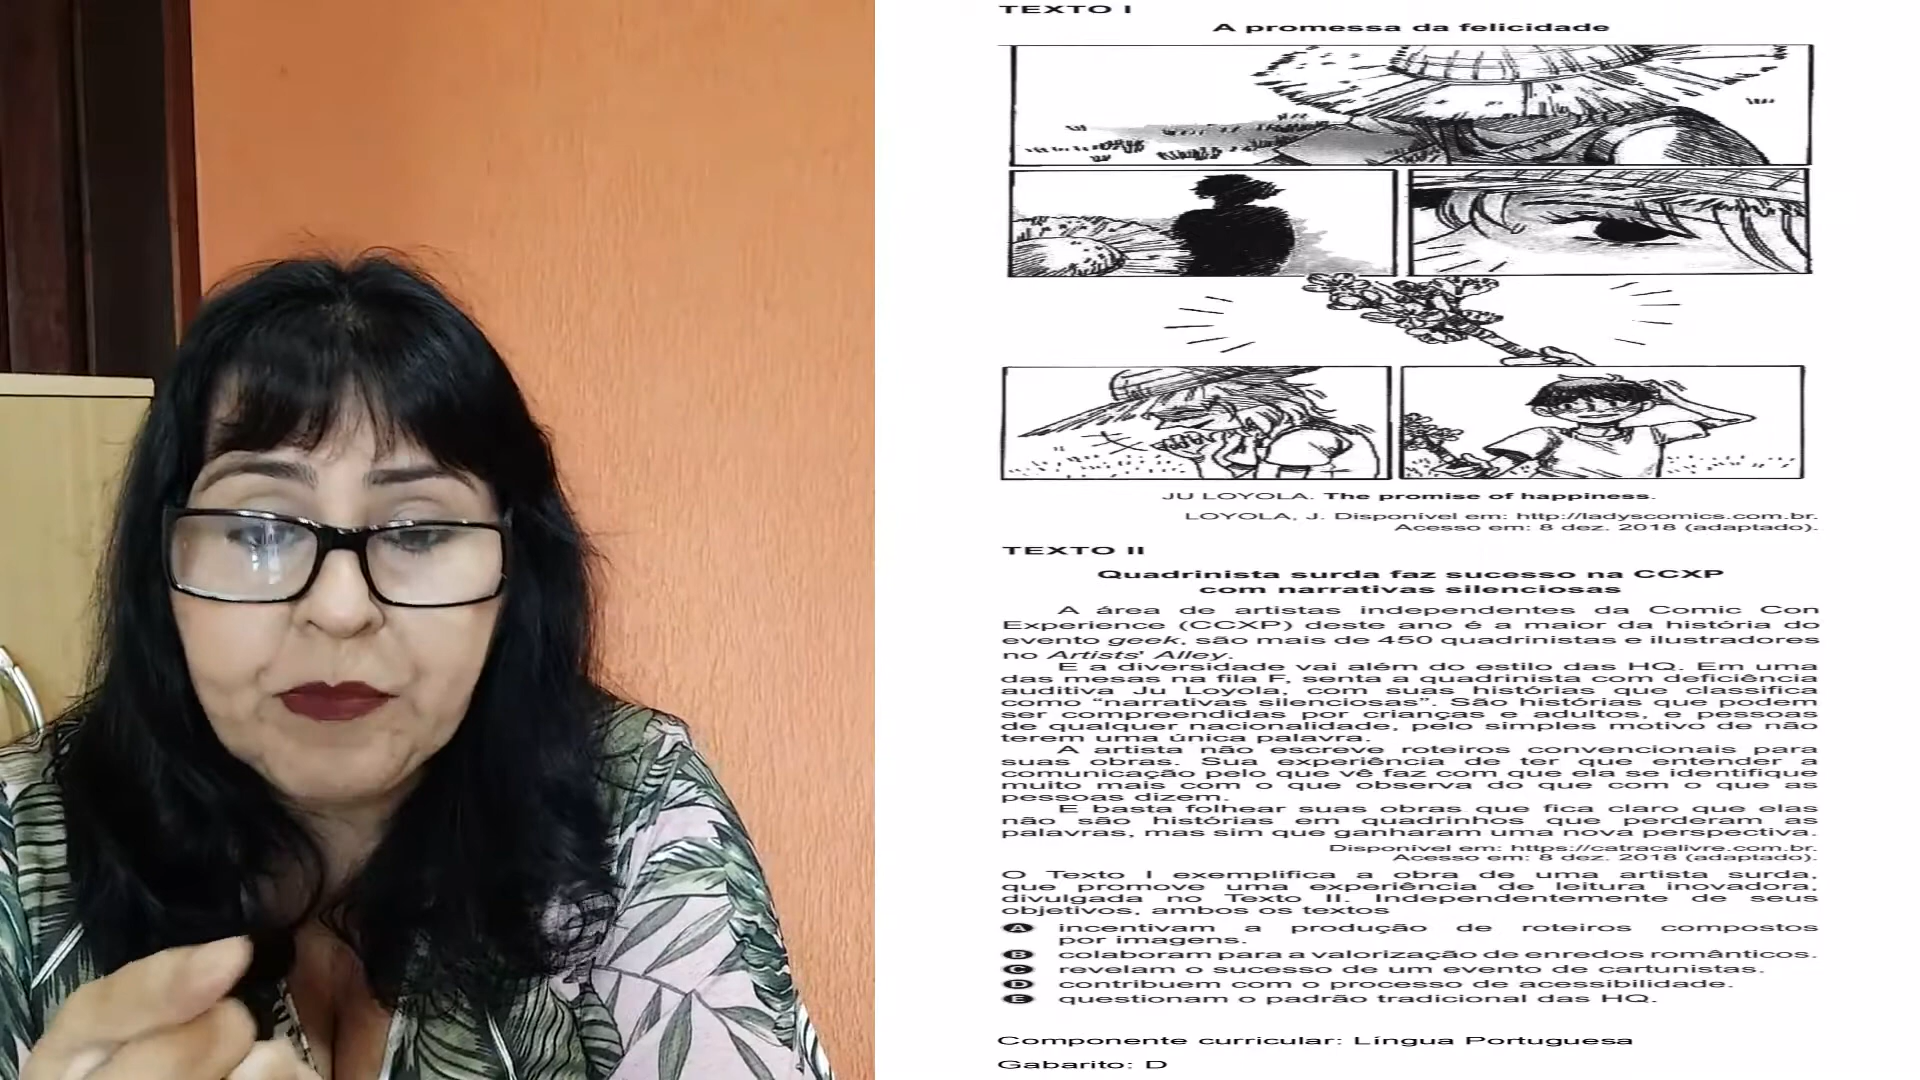 TEXTO I
A promessa da felicidade
JU LOYOLA. The promise of happiness.
LOYOLA, J. Disponível em: http://ladyscomics.com.br.
Acesso em: 8 dez. 2018 (adaptado).
TEXTO II
Quadrinista surda faz sucesso na CCXP
com narrativas silenciosas
A área de artistas independentes da Comic Con
Experience (CCXP) deste ano é a maior da história do
evento geek, são mais de 450 quadrinistas e ilustradores
no Artists' Alley.
E a diversidade vai além do estilo das HQ. Em uma
das mesas na fila F, senta a quadrinista com deficiência
auditiva Ju Loyola, com suas histórias que classifica
como “narrativas silenciosas”. São histórias que podem
ser compreendidas por crianças e adultos, e pessoas
de qualquer nacionalidade, pelo simples motivo de não
terem uma única palavra.
A artista não escreve roteiros convencionais para
suas obras. Sua experiência de ter que entender a
comunicação pelo que vê faz com que ela se identifique
muito mais com o que observa do que com o que as
pessoas dizem.
E basta folhear suas obras que fica claro que elas
não são histórias em quadrinhos que perderam as
palavras, mas sim que ganharam uma nova perspectiva.
Disponível em: https://catracalivre.com.br.
Acesso em: 8 dez. 2018 (adaptado).
O Texto I exemplifica a obra de uma artista surda,
que promove uma experiência de leitura inovadora,
divulgada no Texto II. Independentemente de seus
objetivos, ambos os textos
A incentivam a produção de roteiros compostos
por imagens.
B colaboram para a valorização de enredos românticos.
C revelam o sucesso de um evento de cartunistas.
D contribuem com o processo de acessibilidade.
E questionam o padrão tradicional das HQ.
Componente curricular: Língua Portuguesa
Gabarito: D